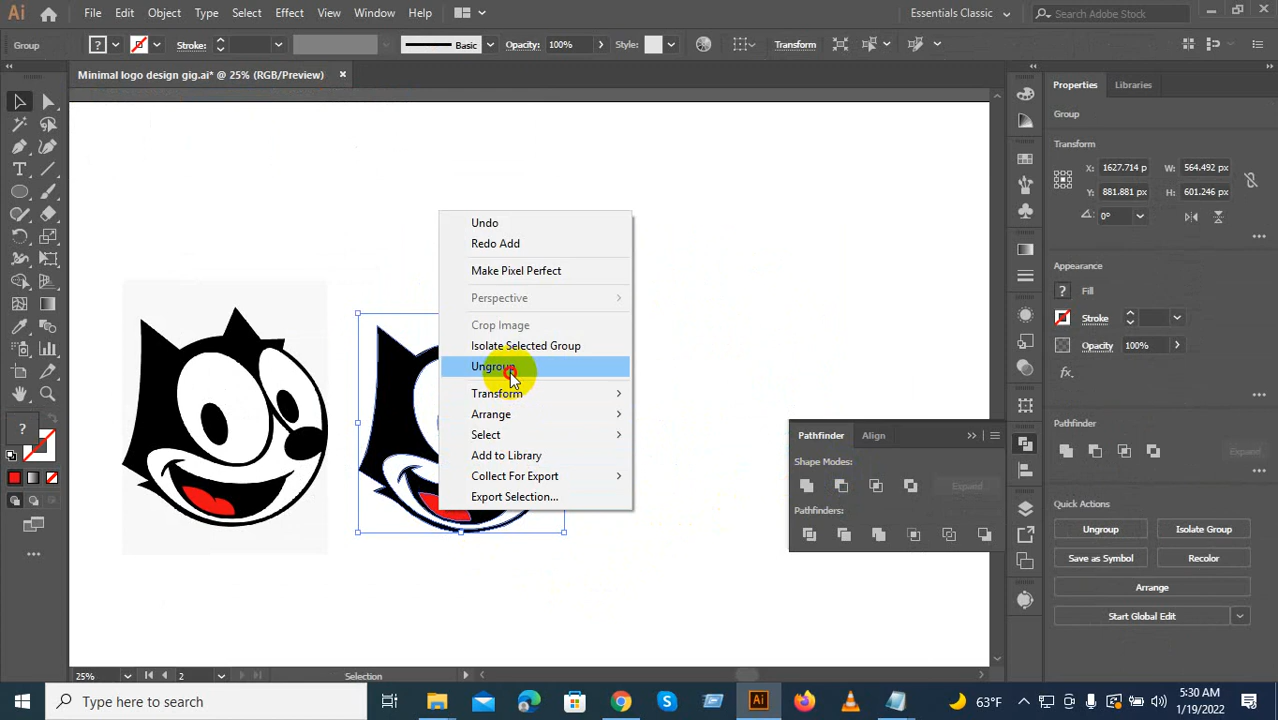 Ai File Edit Object Type Select Effect View Window Help Essentials Classic Search Adobe Stock
Group ? Stroke: Basic Opacity: 100% Style: Transform
Minimal logo design gig.ai* @ 25% (RGB/Preview)
Properties Libraries
Group
Transform
X: 1627.714 p W: 564.492 px
Y: 881.881 px H: 601.246 px
0°
Appearance
? Fill
Stroke
Opacity 100%
fx.
Pathfinder
Expand
Quick Actions
Ungroup Isolate Group
Save as Symbol Recolor
Arrange
Start Global Edit
Undo
Redo Add
Make Pixel Perfect
Perspective
Crop Image
Isolate Selected Group
Ungroup
Transform
Arrange
Select
Add to Library
Collect For Export
Export Selection...
Pathfinder Align
Shape Modes:
Expand
Pathfinders:
?
25% 2 Selection
Type here to search Ai 63°F 5:30 AM
1/19/2022